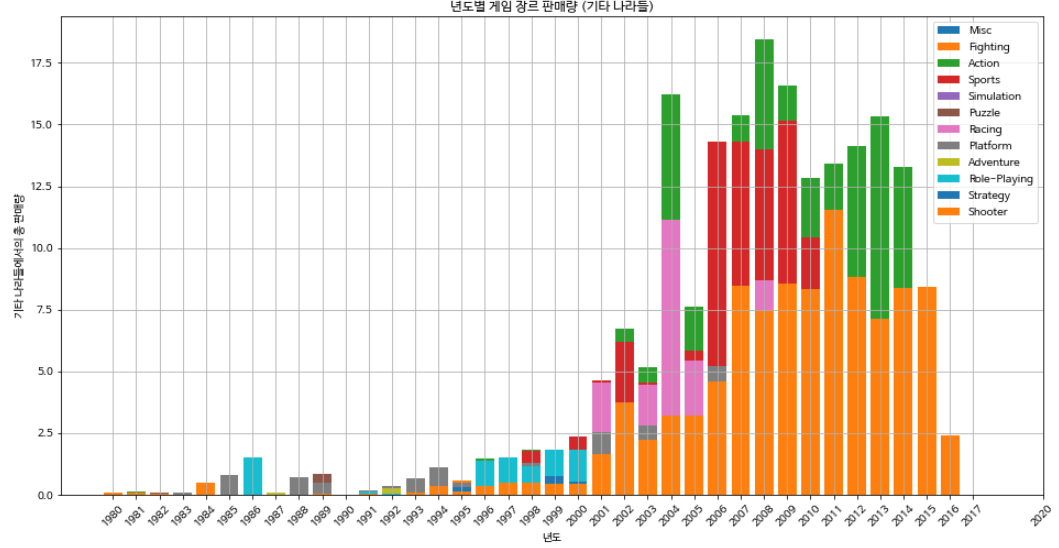 년도별 게임 장르 판매량 (기타 나라들)
Misc
Fighting
Action
Sports
Simulation
Puzzle
Racing
Platform
Adventure
Role-Playing
Strategy
Shooter
기타 나라들에서의 총 판매량
17.5
15.0
12.5
10.0
7.5
5.0
2.5
0.0
1980 1981 1982 1983 1984 1985 1986 1987 1988 1989 1990 1991 1992 1993 1994 1995 1996 1997 1998 1999 2000 2001 2002 2003 2004 2005 2006 2007 2008 2009 2010 2011 2012 2013 2014 2015 2016 2017 2020
년도